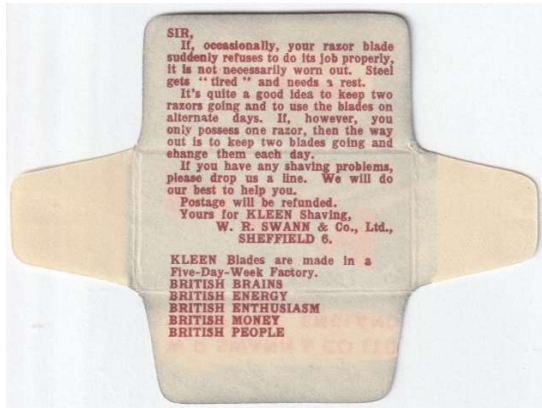 SIR,
If, occasionally, your razor blade
suddenly refuses to do its job properly,
it is not necessarily worn out. Steel
gets "tired" and needs a rest.
It's quite a good idea to keep two
razors going and to use the blades on
alternate days. If, however, you
only possess one razor, then the way
out is to keep two blades going and
change them each day.
If you have any shaving problems,
please drop us a line. We will do
our best to help you.
Postage will be refunded.
Yours for KLEEN Shaving,
W. R. SWANN & Co., Ltd.,
SHEFFIELD 6.
KLEEN Blades are made in a
Five-Day-Week Factory.
BRITISH BRAINS
BRITISH ENERGY
BRITISH ENTHUSIASM
BRITISH MONEY
BRITISH PEOPLE